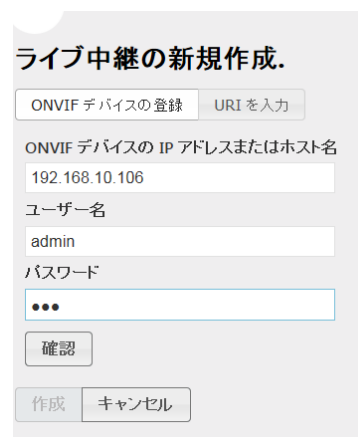 ライブ中継の新規作成.
ONVIF デバイスの登録 URI を入力
ONVIF デバイスの IP アドレスまたはホスト名
192.168.10.106
ユーザー名
admin
パスワード
●●●
確認
作成 キャンセル